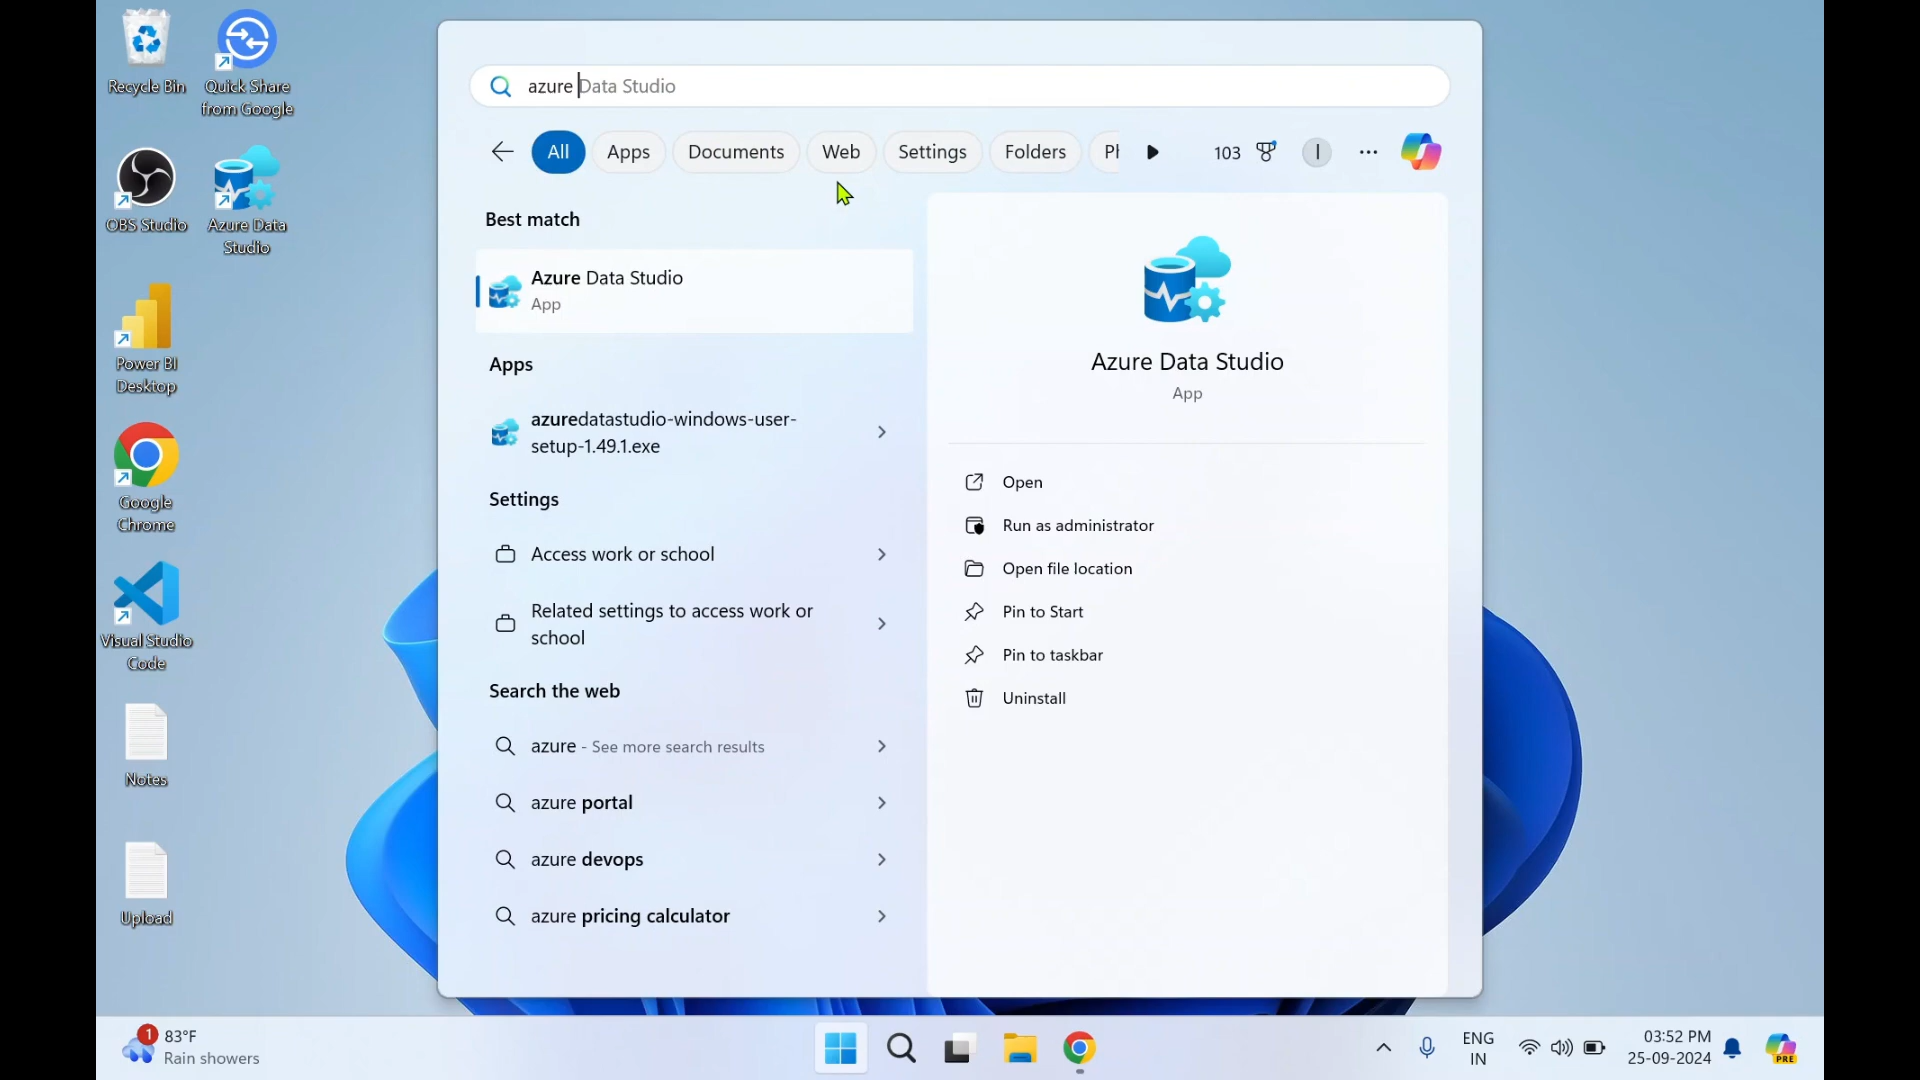 Recycle Bin
Quick Share
from Google
OBS Studio
Azure Data
Studio
Power BI
Desktop
Google
Chrome
Visual Studio
Code
Notes
Upload
azure Data Studio
All
Apps
Documents
Web
Settings
Folders
103
I
Best match
Azure Data Studio
App
Apps
azuredatastudio-windows-user-
setup-1.49.1.exe
Settings
Access work or school
Related settings to access work or
school
Search the web
azure - See more search results
azure portal
azure devops
azure pricing calculator
Azure Data Studio
App
Open
Run as administrator
Open file location
Pin to Start
Pin to taskbar
Uninstall
1
83°F
Rain showers
ENG
IN
03:52 PM
25-09-2024
PRE